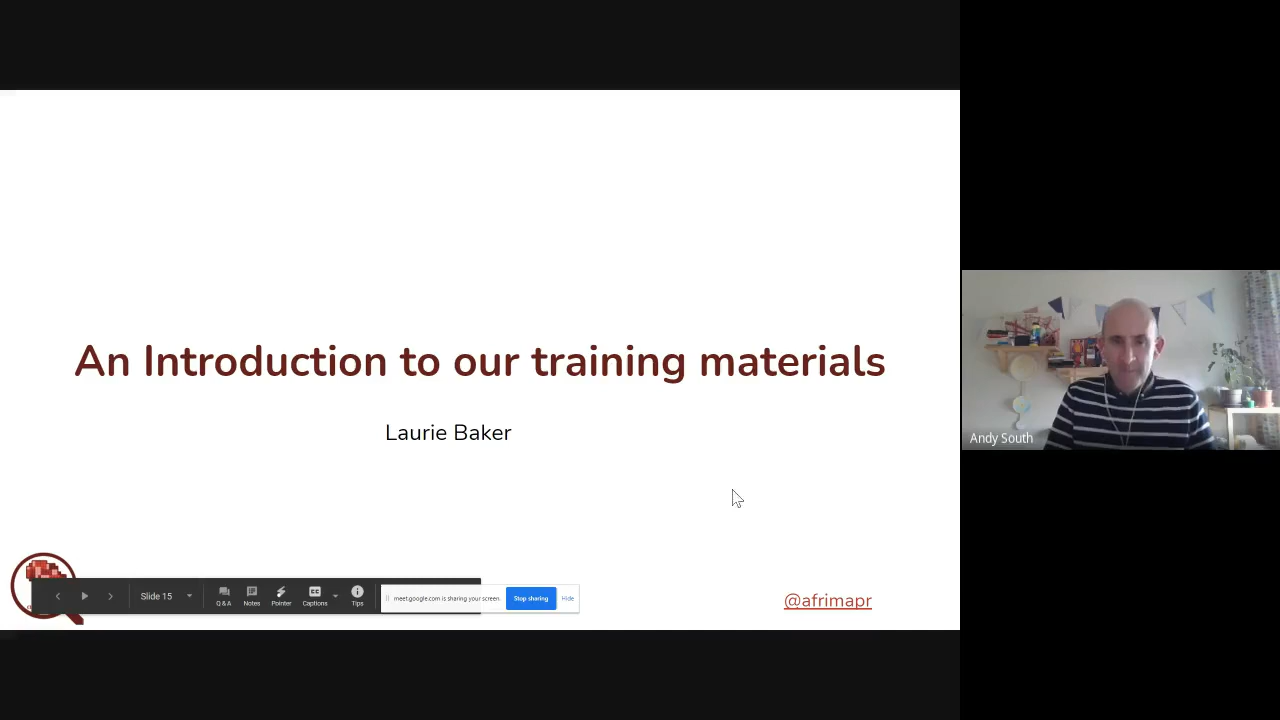 An Introduction to our training materials
Laurie Baker
Andy South
Slide 15
Q & A
Notes
Pointer
Captions
Tips
meet.google.com is sharing your screen.
Stop sharing
Hide
@afrimapr